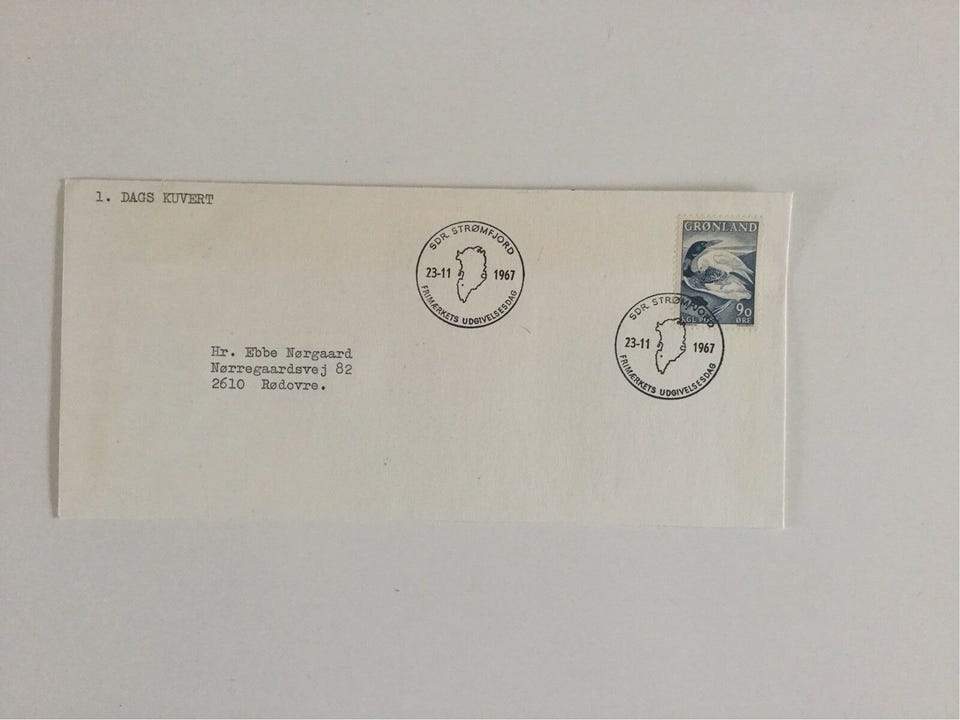 1. DAGS KUVERT
SDR. STRØMFJORD
23-11 1967
FRIMÆRKETS UDGIVELSESDAG
GRØNLAND
90
ØRE
SDR. STRØMFJORD
23-11 1967
FRIMÆRKETS UDGIVELSESDAG
Hr. Ebbe Nørgaard
Nørregaardsvej 82
2610 Rødovre.